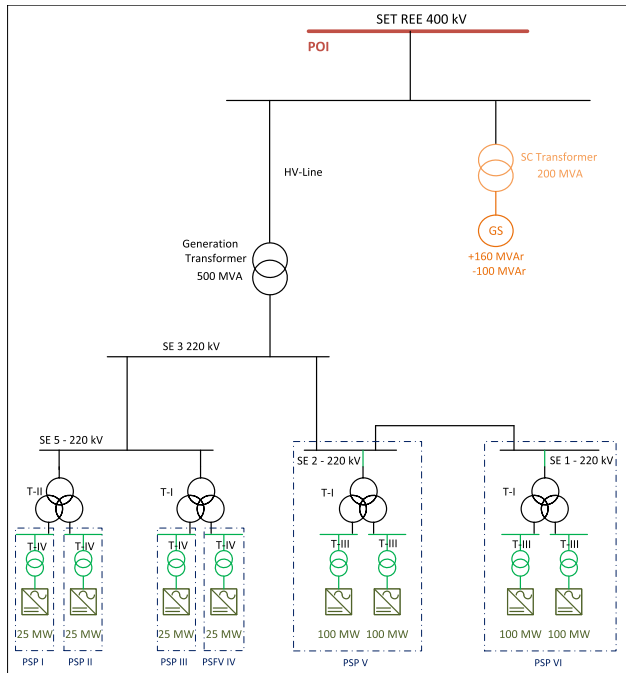 SET REE 400 kV
POI
HV-Line
SC Transformer
200 MVA
GS
+160 MVAr
-100 MVAr
Generation
Transformer
500 MVA
SE 3 220 kV
SE 5 - 220 kV
SE 2 - 220 kV
SE 1 - 220 kV
T-II
T-I
T-I
T-I
T-IV
T-IV
T-IV
T-IV
T-III
T-III
T-III
T-III
25 MW
25 MW
25 MW
25 MW
100 MW
100 MW
100 MW
100 MW
PSP I
PSP II
PSP III
PSFV IV
PSP V
PSP VI